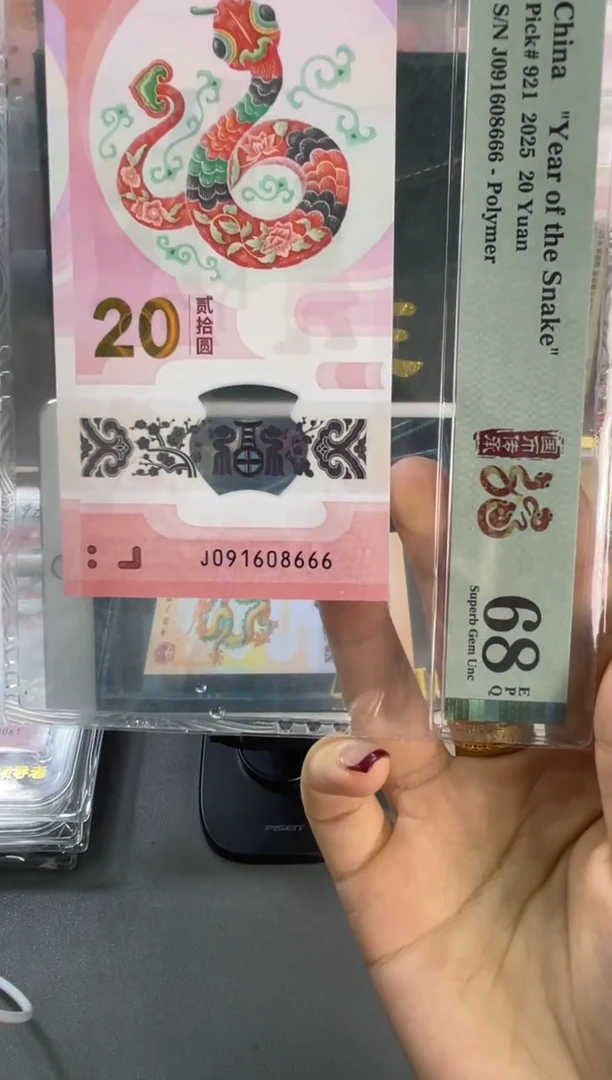 20
贰拾圆
J091608666
China "Year of the Snake"
Pick# 921 2025 20 Yuan
S/N J091608666 - Polymer
68
EPQ
Superb Gem Unc
PISEN